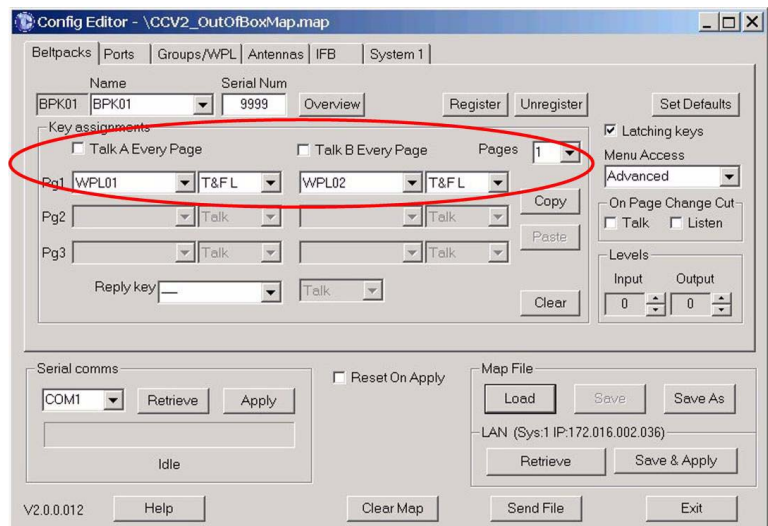 Config Editor - \CCV2_OutOfBoxMap.map
Beltpacks Ports Groups/WPL Antennas IFB System 1
Name Serial Num
BPK01 BPK01 9999 Overview Register Unregister Set Defaults
Key assignments
Latching keys
Talk A Every Page Talk B Every Page Pages 1
Menu Access
Advanced
Pg1 WPL01 T&F L WPL02 T&F L
Copy
On Page Change Cut
Talk Listen
Pg2 Talk Talk
Paste
Pg3 Talk Talk
Levels
Input Output
0 0
Reply key — Talk
Clear
Serial comms
COM1 Retrieve Apply
Idle
Reset On Apply
Map File
Load Save Save As
LAN (Sys:1 IP:172.016.002.036)
Retrieve Save & Apply
V2.0.0.012 Help Clear Map Send File Exit